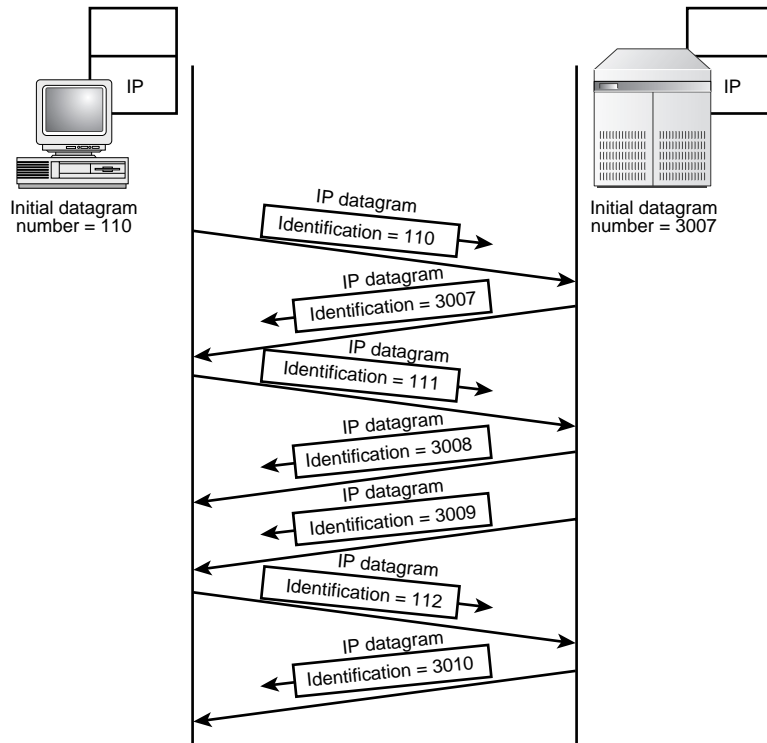 IP
IP
Initial datagram
number = 110
Initial datagram
number = 3007
IP datagram
Identification = 110
IP datagram
Identification = 3007
IP datagram
Identification = 111
IP datagram
Identification = 3008
IP datagram
Identification = 3009
IP datagram
Identification = 112
IP datagram
Identification = 3010